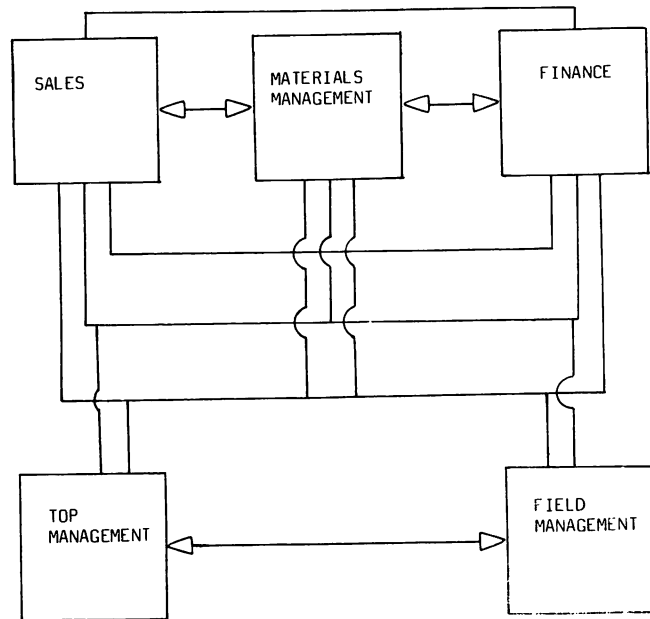 SALES
MATERIALS
MANAGEMENT
FINANCE
TOP
MANAGEMENT
FIELD
MANAGEMENT